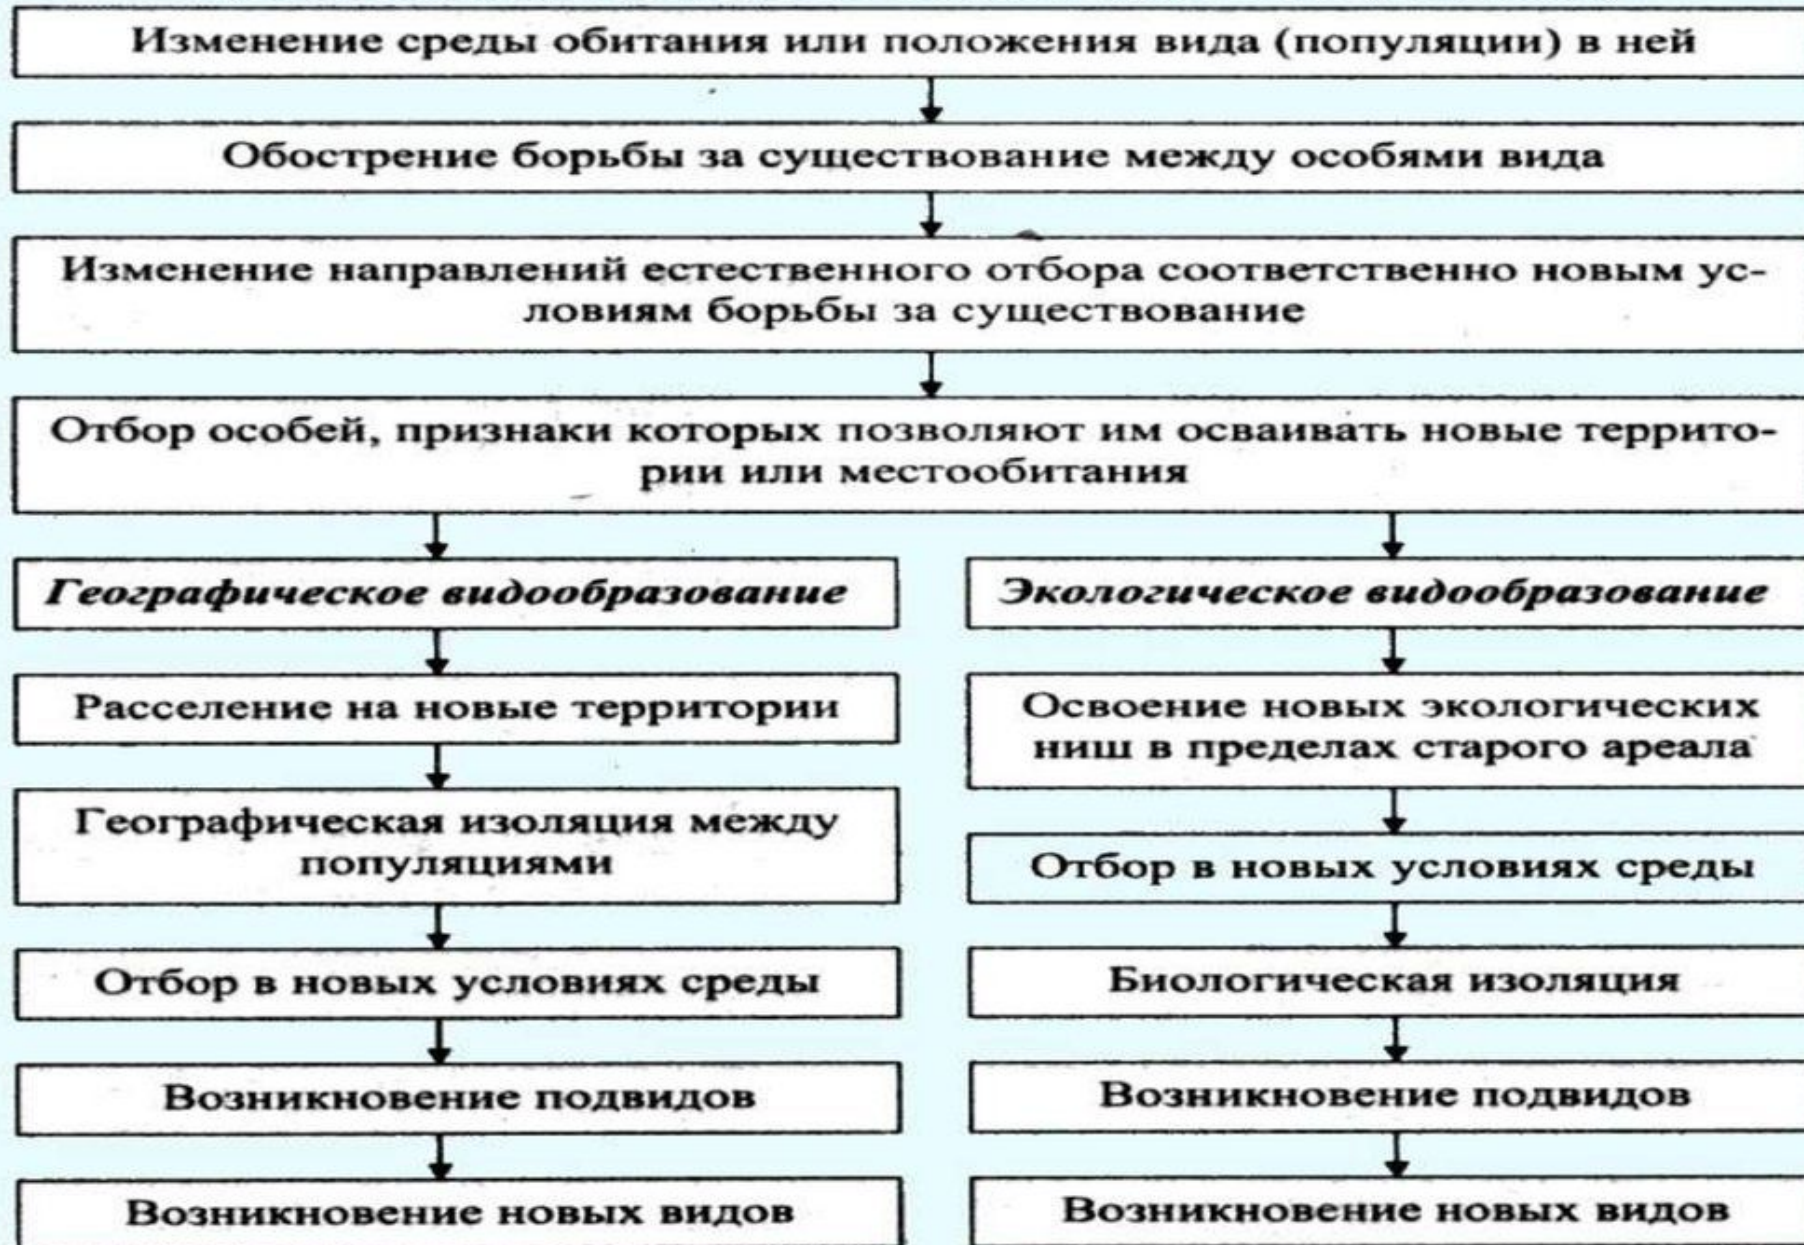 Изменение среды обитания или положения вида (популяции) в ней
Обострение борьбы за существование между особями вида
Изменение направлений естественного отбора соответственно новым ус-
ловиям борьбы за существование
Отбор особей, признаки которых позволяют им осваивать новые террито-
рии или местообитания
Географическое видообразование
Расселение на новые территории
Географическая изоляция между
популяциями
Отбор в новых условиях среды
Возникновение подвидов
Возникновение новых видов
Экологическое видообразование
Освоение новых экологических
ниш в пределах старого ареала
Отбор в новых условиях среды
Биологическая изоляция
Возникновение подвидов
Возникновение новых видов